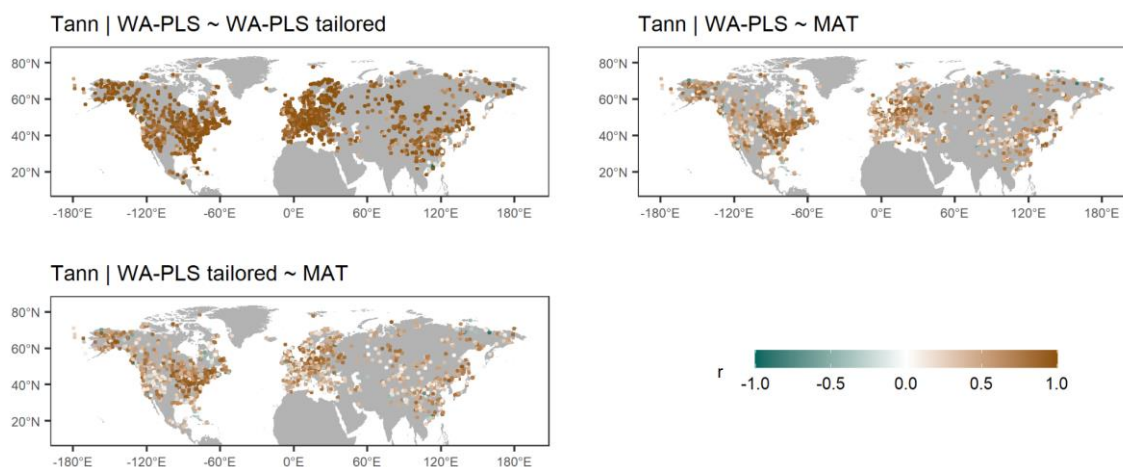 Tann | WA-PLS ~ WA-PLS tailored
80°N
60°N
40°N
20°N
-180°E -120°E -60°E 0°E 60°E 120°E 180°E
Tann | WA-PLS ~ MAT
80°N
60°N
40°N
20°N
-180°E -120°E -60°E 0°E 60°E 120°E 180°E
Tann | WA-PLS tailored ~ MAT
80°N
60°N
40°N
20°N
-180°E -120°E -60°E 0°E 60°E 120°E 180°E
r
-1.0 -0.5 0.0 0.5 1.0